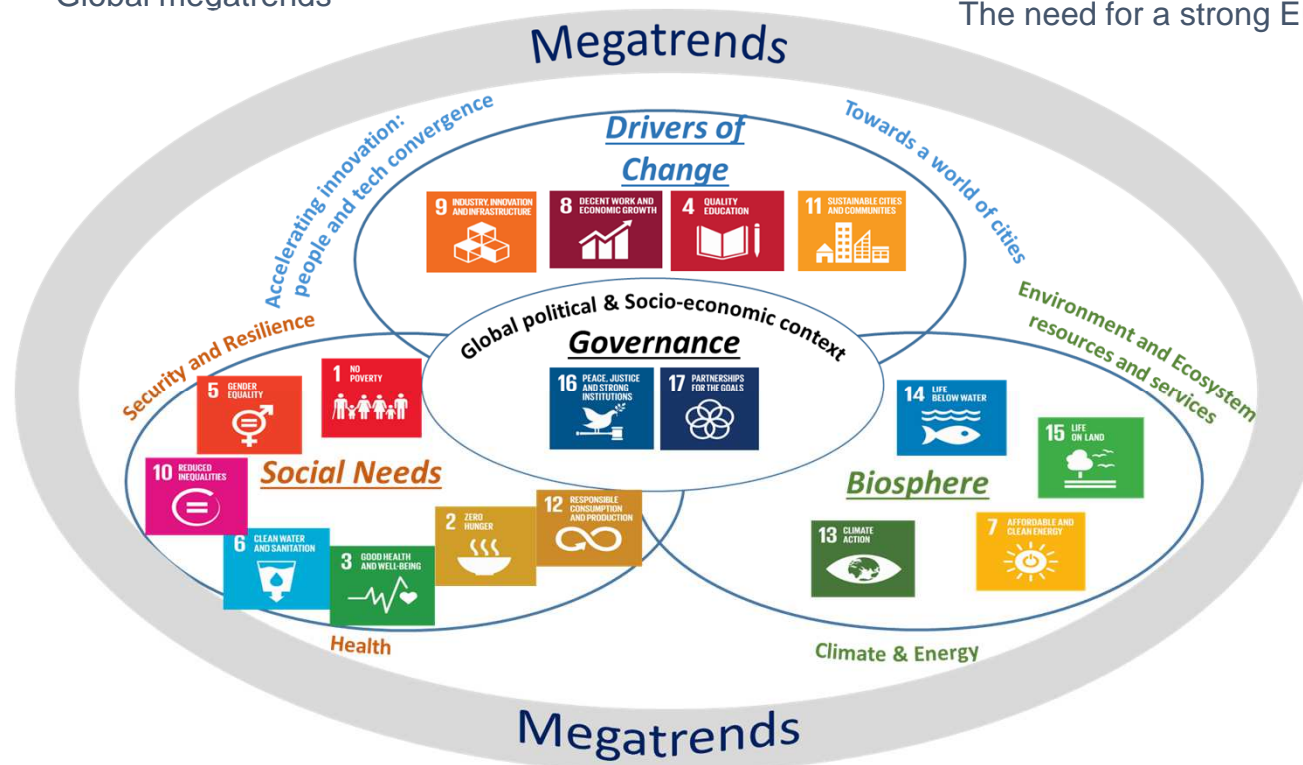 Global megatrends
The need for a strong E
Megatrends
Accelerating innovation:
people and tech convergence
Drivers of
Change
Towards a world of cities
9 INDUSTRY, INNOVATION
AND INFRASTRUCTURE
8 DECENT WORK AND
ECONOMIC GROWTH
4 QUALITY
EDUCATION
11 SUSTAINABLE CITIES
AND COMMUNITIES
Security and Resilience
Environment and Ecosystem
resources and services
Global political & Socio-economic context
Governance
16 PEACE, JUSTICE
AND STRONG
INSTITUTIONS
17 PARTNERSHIPS
FOR THE GOALS
5 GENDER
EQUALITY
1 NO
POVERTY
10 REDUCED
INEQUALITIES
Social Needs
6 CLEAN WATER
AND SANITATION
3 GOOD HEALTH
AND WELL-BEING
2 ZERO
HUNGER
12 RESPONSIBLE
CONSUMPTION
AND PRODUCTION
14 LIFE
BELOW WATER
15 LIFE
ON LAND
Biosphere
13 CLIMATE
ACTION
7 AFFORDABLE AND
CLEAN ENERGY
Health
Climate & Energy
Megatrends